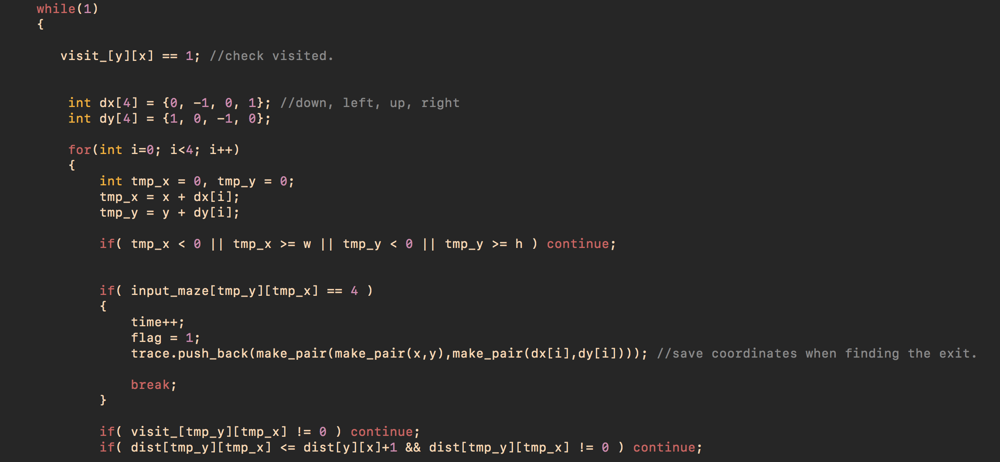 while(1)
{
visit_[y][x] == 1; //check visited.
int dx[4] = {0, -1, 0, 1}; //down, left, up, right
int dy[4] = {1, 0, -1, 0};
for(int i=0; i<4; i++)
{
int tmp_x = 0, tmp_y = 0;
tmp_x = x + dx[i];
tmp_y = y + dy[i];
if( tmp_x < 0 || tmp_x >= w || tmp_y < 0 || tmp_y >= h ) continue;
if( input_maze[tmp_y][tmp_x] == 4 )
{
time++;
flag = 1;
trace.push_back(make_pair(make_pair(x,y),make_pair(dx[i],dy[i]))); //save coordinates when finding the exit.
break;
}
if( visit_[tmp_y][tmp_x] != 0 ) continue;
if( dist[tmp_y][tmp_x] <= dist[y][x]+1 && dist[tmp_y][tmp_x] != 0 ) continue;